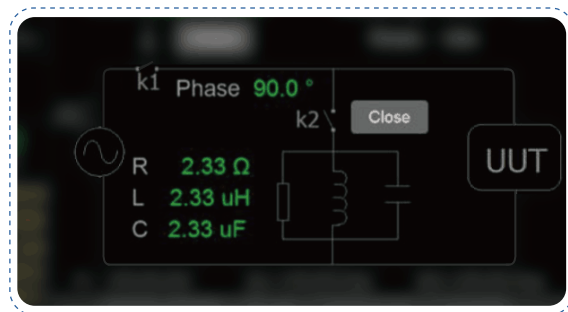 k1
Phase 90.0 °
k2
Close
R 2.33 Ω
L 2.33 uH
C 2.33 uF
UUT